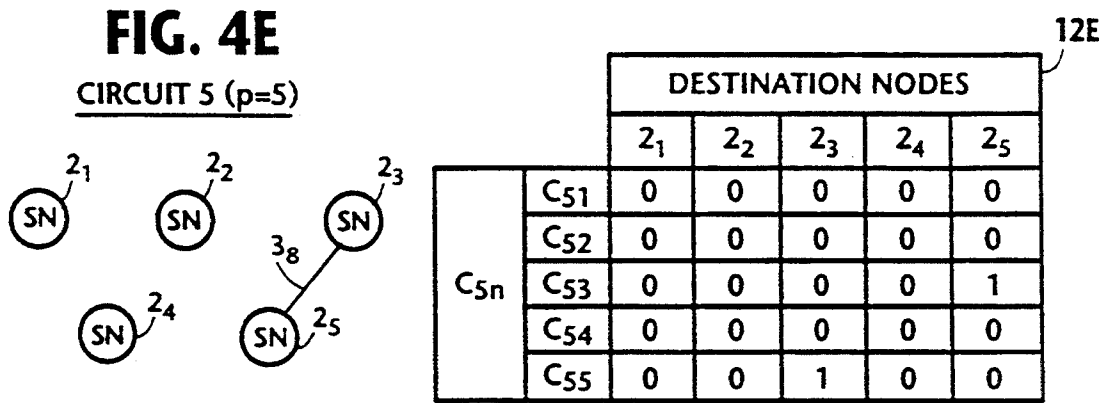 FIG. 4E
CIRCUIT 5 (p=5)
2₁ 2₂ 2₃
SN SN SN
3₈
SN 2₄ SN 2₅
12E
DESTINATION NODES
2₁ 2₂ 2₃ 2₄ 2₅
C₅ₙ
C₅₁ 0 0 0 0 0
C₅₂ 0 0 0 0 0
C₅₃ 0 0 0 0 1
C₅₄ 0 0 0 0 0
C₅₅ 0 0 1 0 0